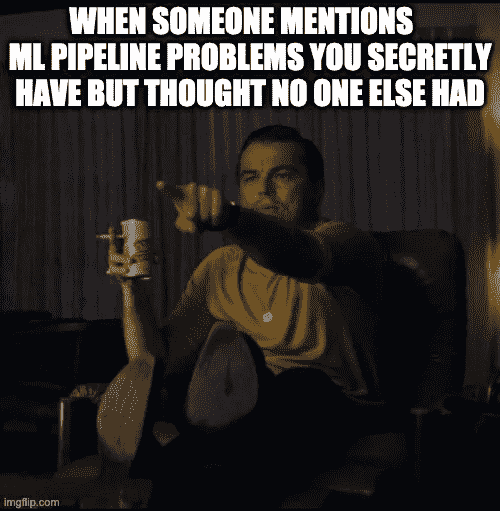 WHEN SOMEONE MENTIONS
ML PIPELINE PROBLEMS YOU SECRETLY
HAVE BUT THOUGHT NO ONE ELSE HAD
imgflip.com